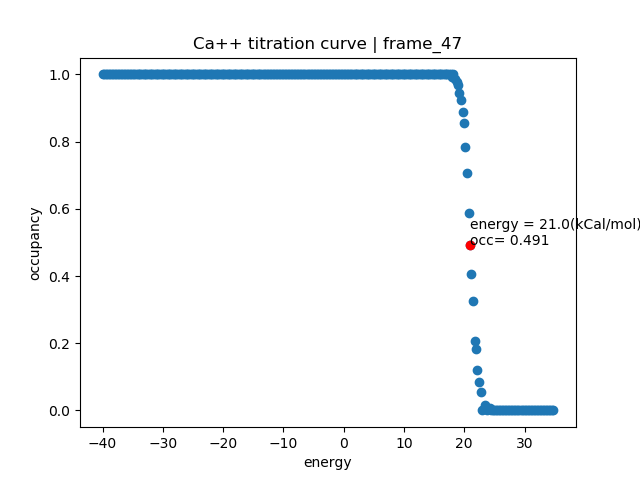 Ca++ titration curve | frame_47
occupancy
1.0
0.8
0.6
0.4
0.2
0.0
energy = 21.0(kCal/mol)
occ= 0.491
−40
−30
−20
−10
0
10
20
30
energy